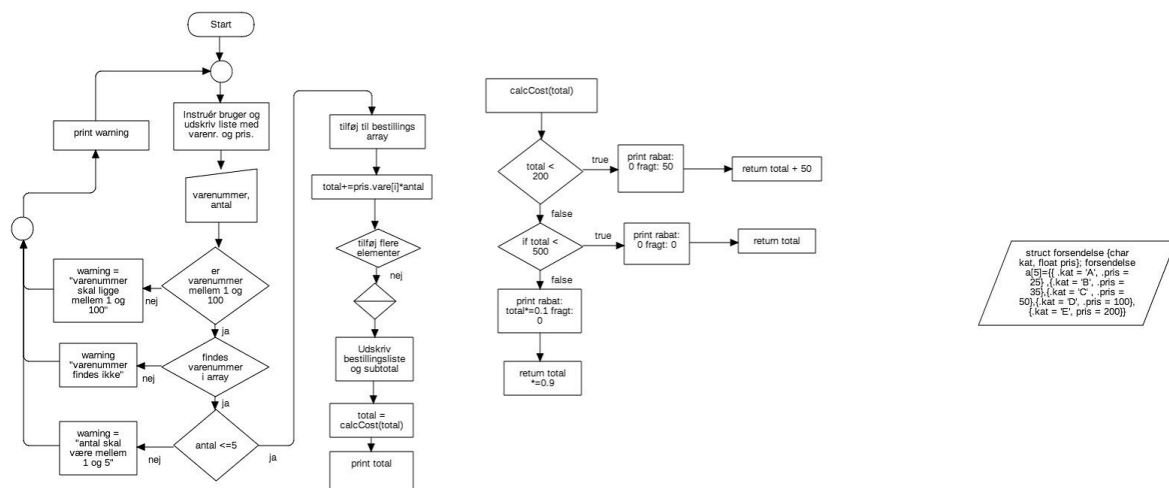 Start
Instruér bruger og
udskriv liste med
varenr. og pris.
print warning
varenummer,
antal
er
varenummer
mellem 1 og
100
nej
ja
warning =
"varenummer
skal ligge
mellem 1 og
100"
findes
varenummer
i array
nej
ja
warning
"varenummer
findes ikke"
antal <=5
nej
ja
warning =
"antal skal
være mellem
1 og 5"
tilføj til bestillings
array
total+=pris.vare[i]*antal
tilføj flere
elementer
nej
Udskriv
bestillingsliste
og subtotal
total =
calcCost(total)
print total
calcCost(total)
total <
200
true
print rabat:
0 fragt: 50
return total + 50
false
if total <
500
true
print rabat:
0 fragt: 0
return total
false
print rabat:
total*=0.1 fragt:
0
return total
*=0.9
struct forsendelse {char
kat, float pris}; forsendelse
a[5]={{ .kat = 'A', .pris =
25} ,{.kat = 'B', .pris =
35},{.kat = 'C' , .pris =
50},{.kat = 'D', .pris = 100},
{.kat = 'E', pris = 200}}